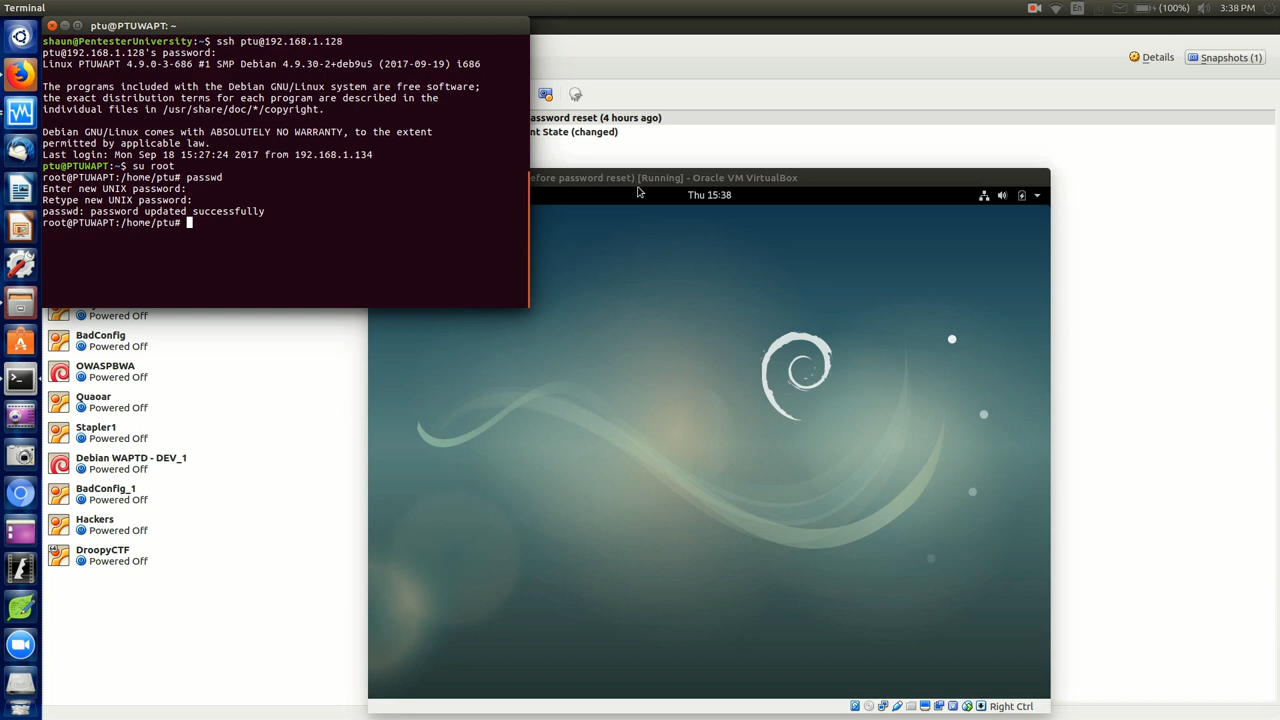 Terminal
En
(100%)
3:38 PM
ptu@PTUWAPT: ~
shaun@PentesterUniversity:~$ ssh ptu@192.168.1.128
ptu@192.168.1.128's password:
Linux PTUWAPT 4.9.0-3-686 #1 SMP Debian 4.9.30-2+deb9u5 (2017-09-19) i686
The programs included with the Debian GNU/Linux system are free software;
the exact distribution terms for each program are described in the
individual files in /usr/share/doc/*/copyright.
Debian GNU/Linux comes with ABSOLUTELY NO WARRANTY, to the extent
permitted by applicable law.
Last login: Mon Sep 18 15:27:24 2017 from 192.168.1.134
ptu@PTUWAPT:~$ su root
root@PTUWAPT:/home/ptu# passwd
Enter new UNIX password:
Retype new UNIX password:
passwd: password updated successfully
root@PTUWAPT:/home/ptu#
Details
Snapshots (1)
assword reset (4 hours ago)
nt State (changed)
efore password reset) [Running] - Oracle VM VirtualBox
Thu 15:38
Powered Off
BadConfig
Powered Off
OWASPBWA
Powered Off
Quaoar
Powered Off
Stapler1
Powered Off
Debian WAPTD - DEV_1
Powered Off
BadConfig_1
Powered Off
Hackers
Powered Off
64
DroopyCTF
Powered Off
Right Ctrl